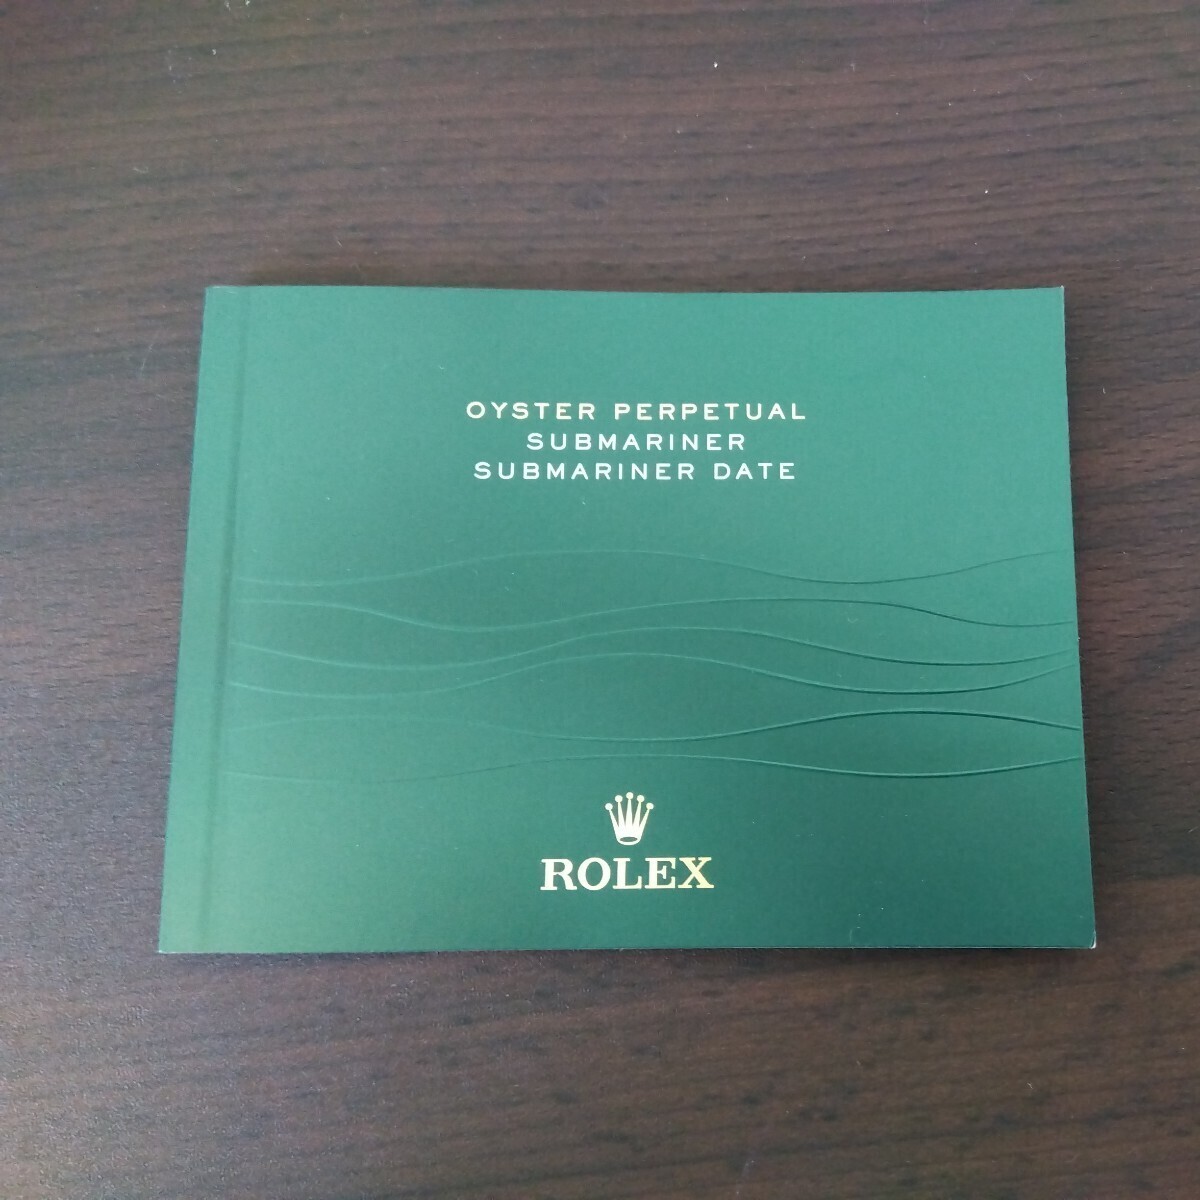 OYSTER PERPETUAL
SUBMARINER
SUBMARINER DATE
ROLEX